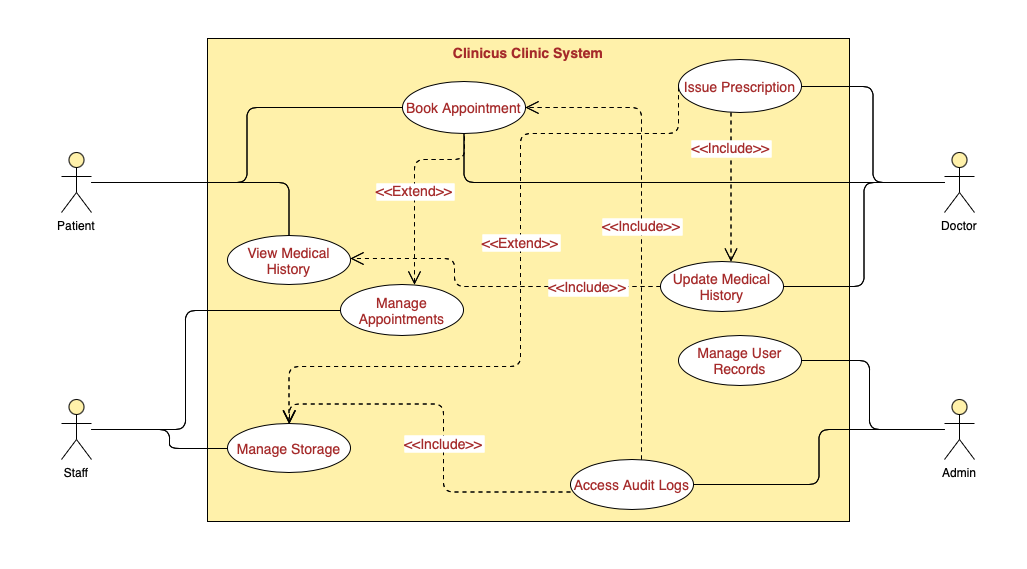 Clinicus Clinic System
Issue Prescription
Book Appointment
<<Include>>
<<Extend>>
Patient
Doctor
<<Include>>
<<Extend>>
View Medical
History
Update Medical
History
<<Include>>
Manage
Appointments
Manage User
Records
Manage Storage
<<Include>>
Staff
Admin
Access Audit Logs